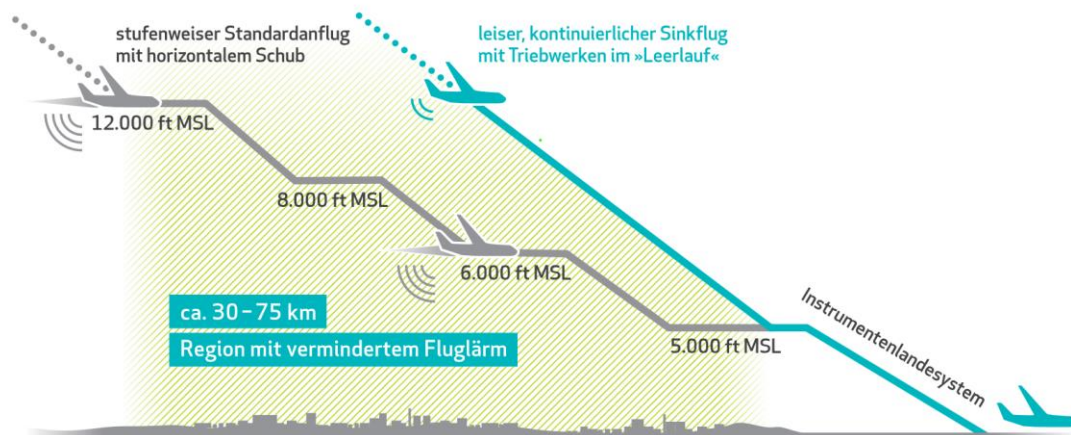 stufenweiser Standardanflug
mit horizontalem Schub
leiser, kontinuierlicher Sinkflug
mit Triebwerken im »Leerlauf«
12.000 ft MSL
8.000 ft MSL
6.000 ft MSL
5.000 ft MSL
Instrumentenlandesystem
ca. 30 – 75 km
Region mit vermindertem Fluglärm